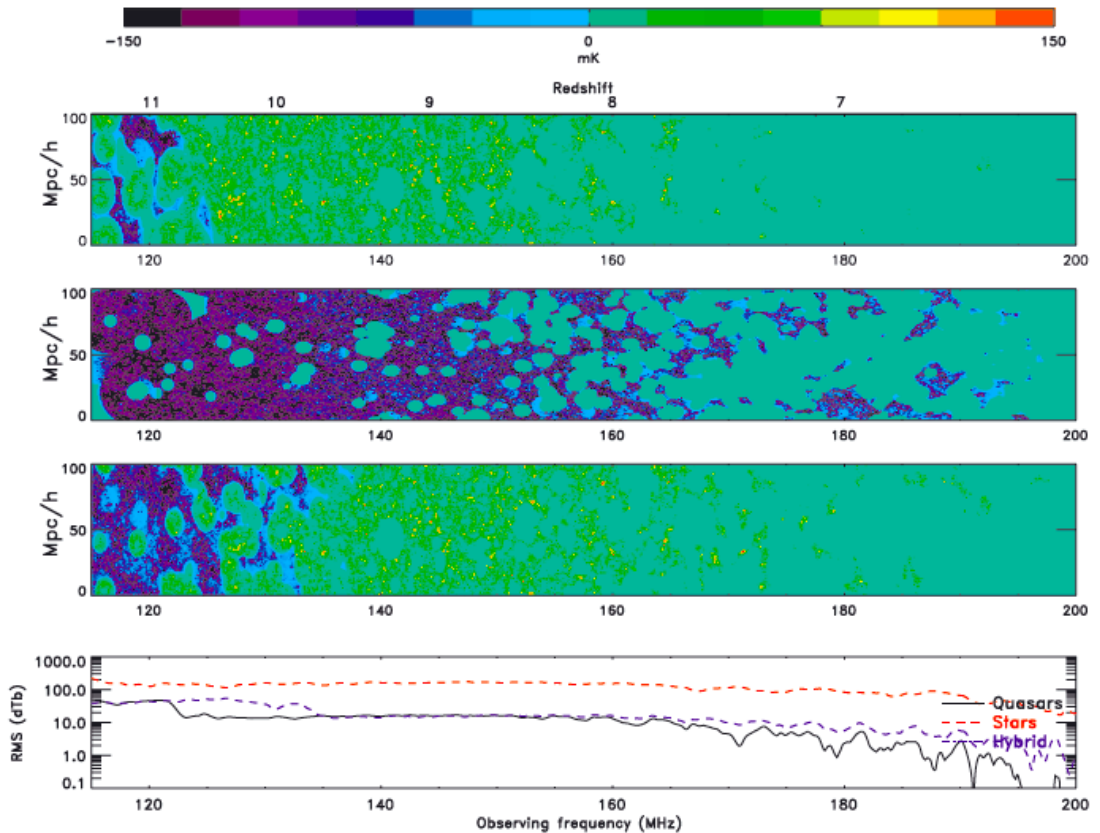 -150 0 150
mK
Redshift
11 10 9 8 7
100
Mpc/h
50
0
120 140 160 180 200
100
Mpc/h
50
0
120 140 160 180 200
100
Mpc/h
50
0
120 140 160 180 200
1000.0
100.0
RMS (dTb)
10.0
1.0
0.1
Quasars
Stars
Hybrid
120 140 160 180 200
Observing frequency (MHz)